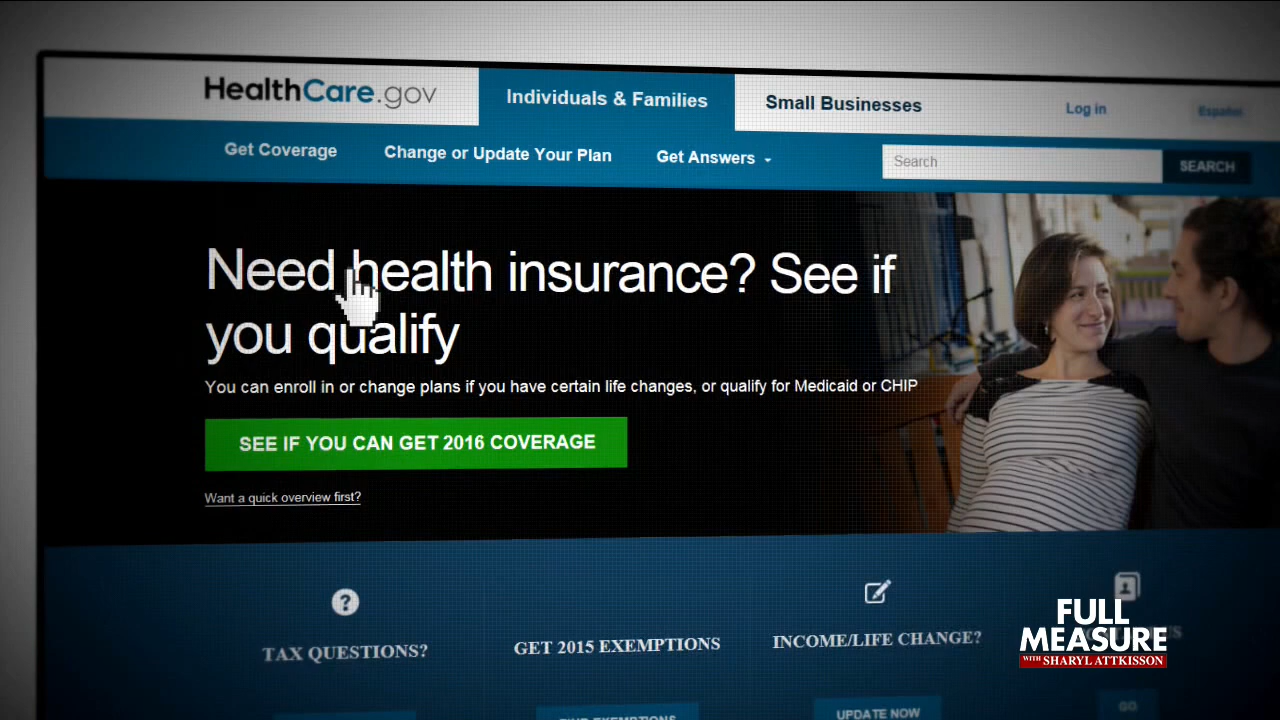 HealthCare.gov
Individuals & Families
Small Businesses
Log in
Español
Get Coverage
Change or Update Your Plan
Get Answers
Search
SEARCH
Need health insurance? See if
you qualify
You can enroll in or change plans if you have certain life changes, or qualify for Medicaid or CHIP
SEE IF YOU CAN GET 2016 COVERAGE
Want a quick overview first?
TAX QUESTIONS?
GET 2015 EXEMPTIONS
INCOME/LIFE CHANGE?
UPDATE NOW
GO
FULL
MEASURE
WITH SHARYL ATTKISSON